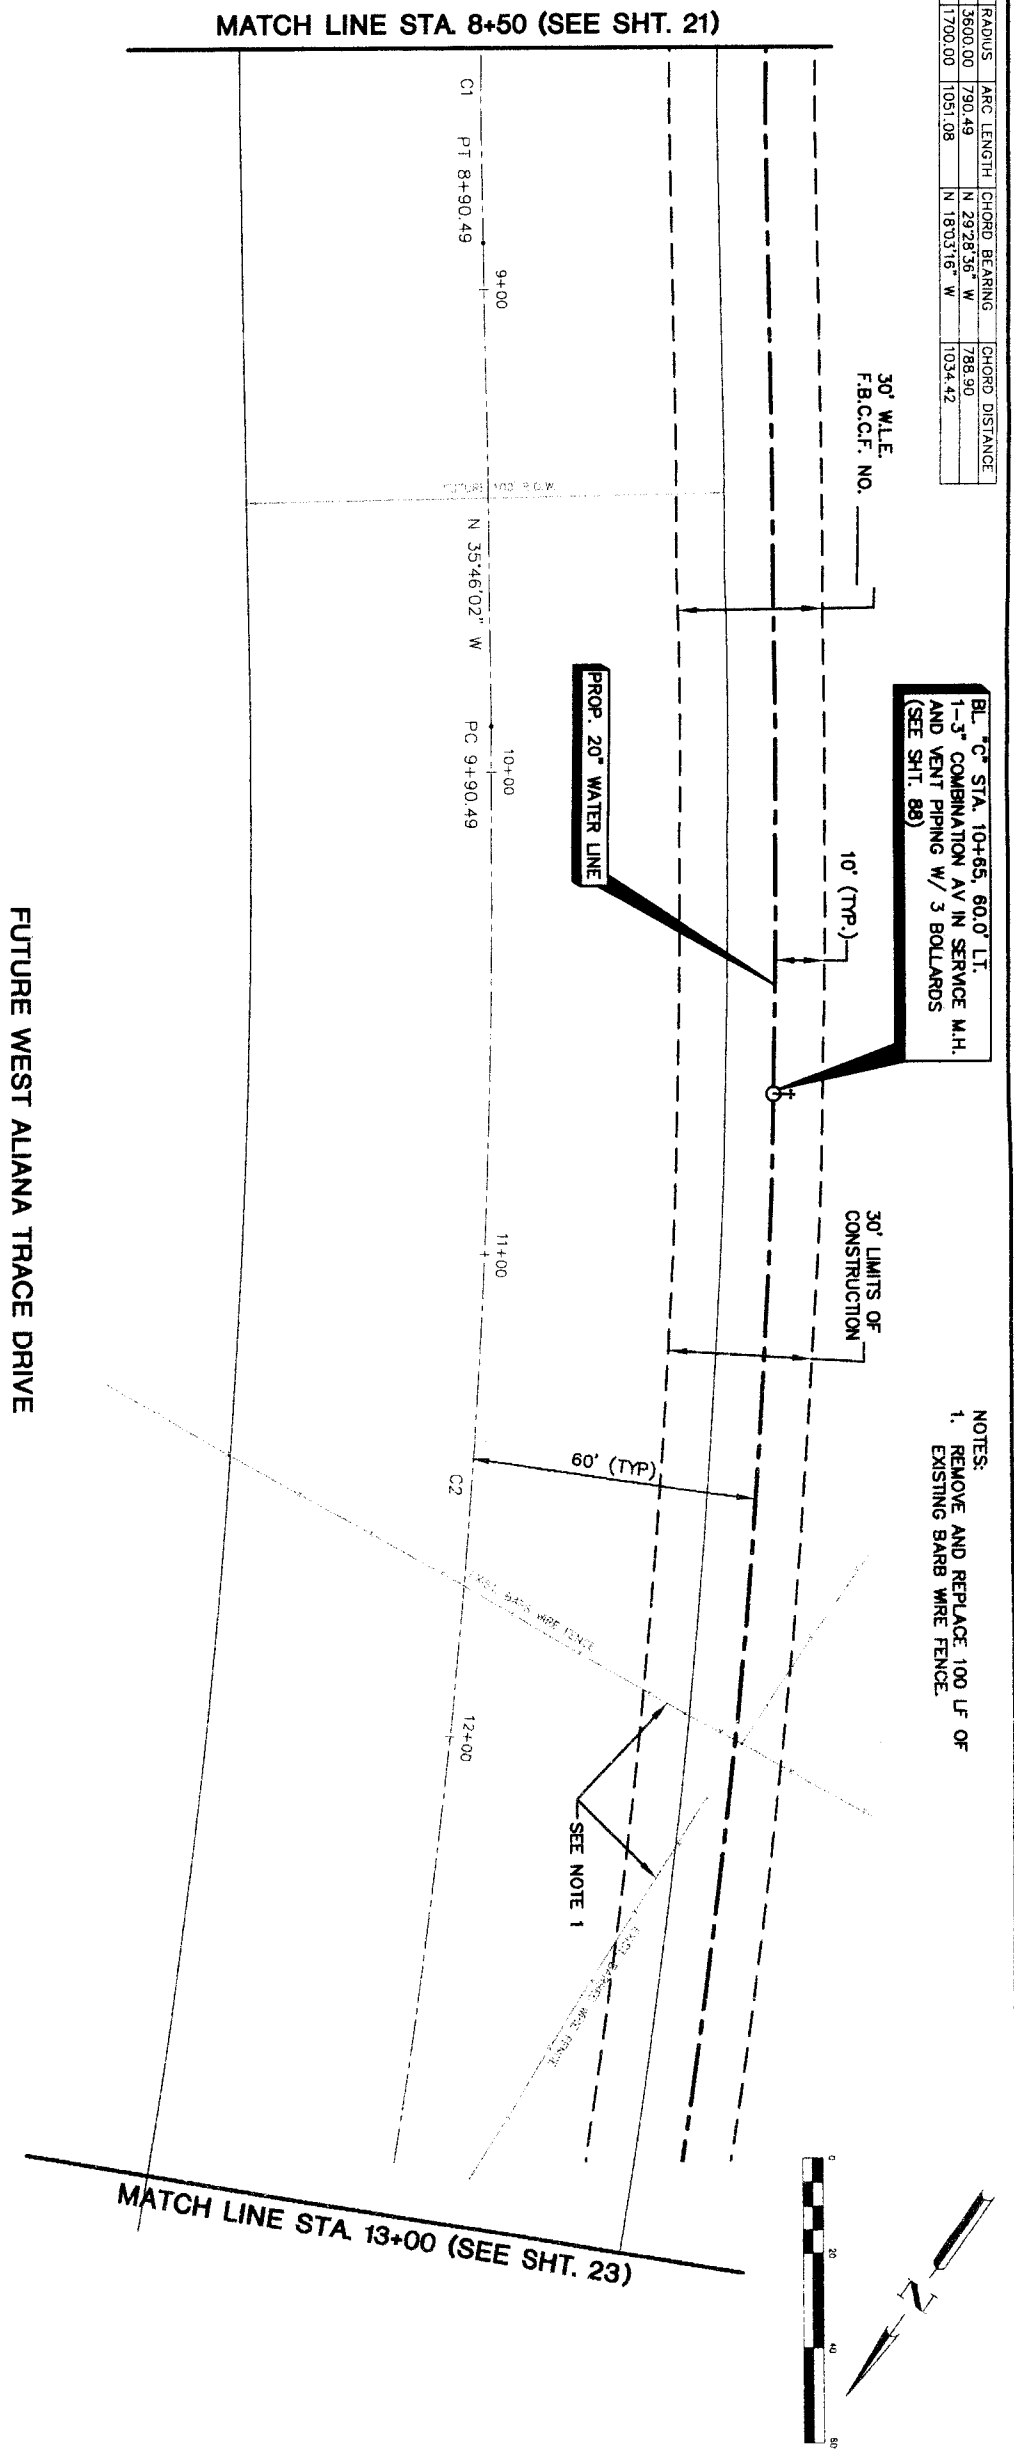 RADIUS ARC LENGTH CHORD BEARING CHORD DISTANCE
3600.00 790.49 N 29°28'36" W 788.90
1700.00 1051.08 N 18°03'16" W 1034.42
MATCH LINE STA. 8+50 (SEE SHT. 21)
C1
PT 8+90.49
9+00
30' W.L.E.
F.B.C.C.F. NO.
FUTURE 100' R.O.W.
N 35°46'02" W
PC 9+90.49
10+00
PROP. 20" WATER LINE
BL "C" STA. 10+65, 60.0' LT.
1-3" COMBINATION AV IN SERVICE M.H.
AND VENT PIPING W/ 3 BOLLARDS
(SEE SHT. 88)
10' (TYP.)
11+00
30' LIMITS OF
CONSTRUCTION
60' (TYP)
C2
NOTES:
1. REMOVE AND REPLACE 100 LF OF
EXISTING BARB WIRE FENCE.
WIRE FENCE
12+00
SEE NOTE 1
WIRE FENCE
FUTURE WEST ALIANA TRACE DRIVE
MATCH LINE STA. 13+00 (SEE SHT. 23)
0 20 40 60
N